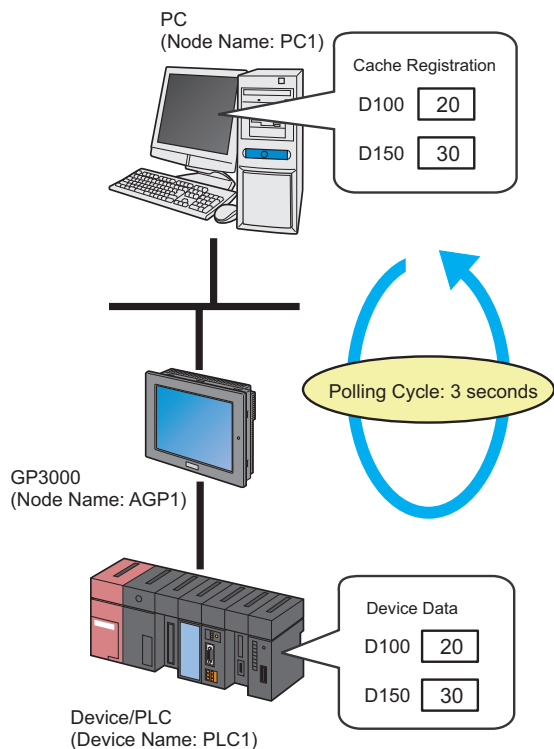 PC
(Node Name: PC1)
Cache Registration
D100 20
D150 30
Polling Cycle: 3 seconds
GP3000
(Node Name: AGP1)
Device Data
D100 20
D150 30
Device/PLC
(Device Name: PLC1)